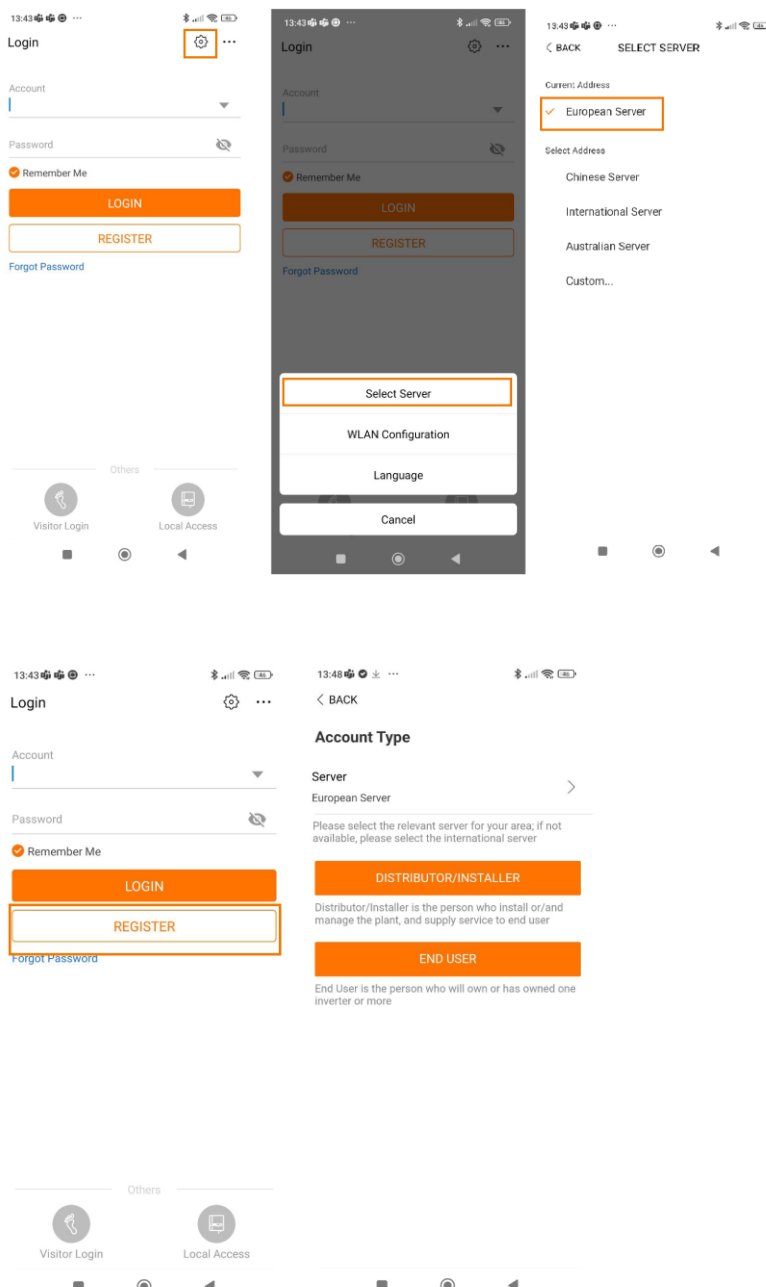 13:43
Login
Account
Password
Remember Me
LOGIN
REGISTER
Forgot Password
Others
Visitor Login
Local Access
13:43
Login
Account
Password
Remember Me
LOGIN
REGISTER
Forgot Password
Select Server
WLAN Configuration
Language
Cancel
13:43
BACK
SELECT SERVER
Current Address
European Server
Select Address
Chinese Server
International Server
Australian Server
Custom...
13:43
Login
Account
Password
Remember Me
LOGIN
REGISTER
Forgot Password
Others
Visitor Login
Local Access
13:48
BACK
Account Type
Server
European Server
Please select the relevant server for your area; if not
available, please select the international server
DISTRIBUTOR/INSTALLER
Distributor/Installer is the person who install or/and
manage the plant, and supply service to end user
END USER
End User is the person who will own or has owned one
inverter or more